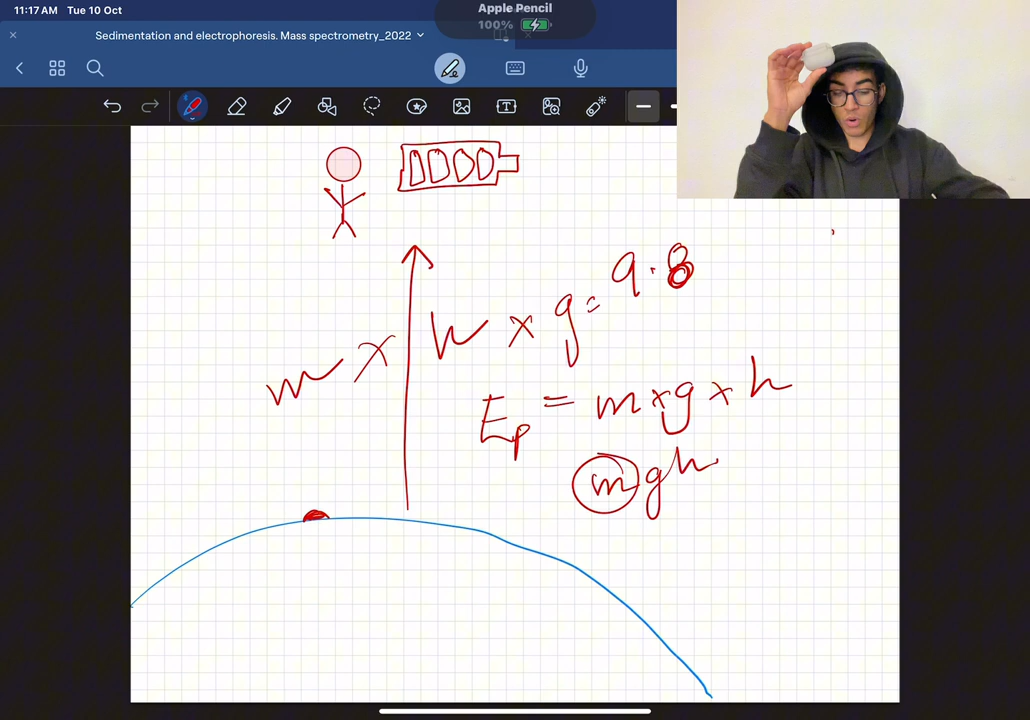 11:17 AM Tue 10 Oct
Apple Pencil
100%
Sedimentation and electrophoresis. Mass spectrometry_2022
m × h × g = 9.8
Ep = m × g × h
mgh